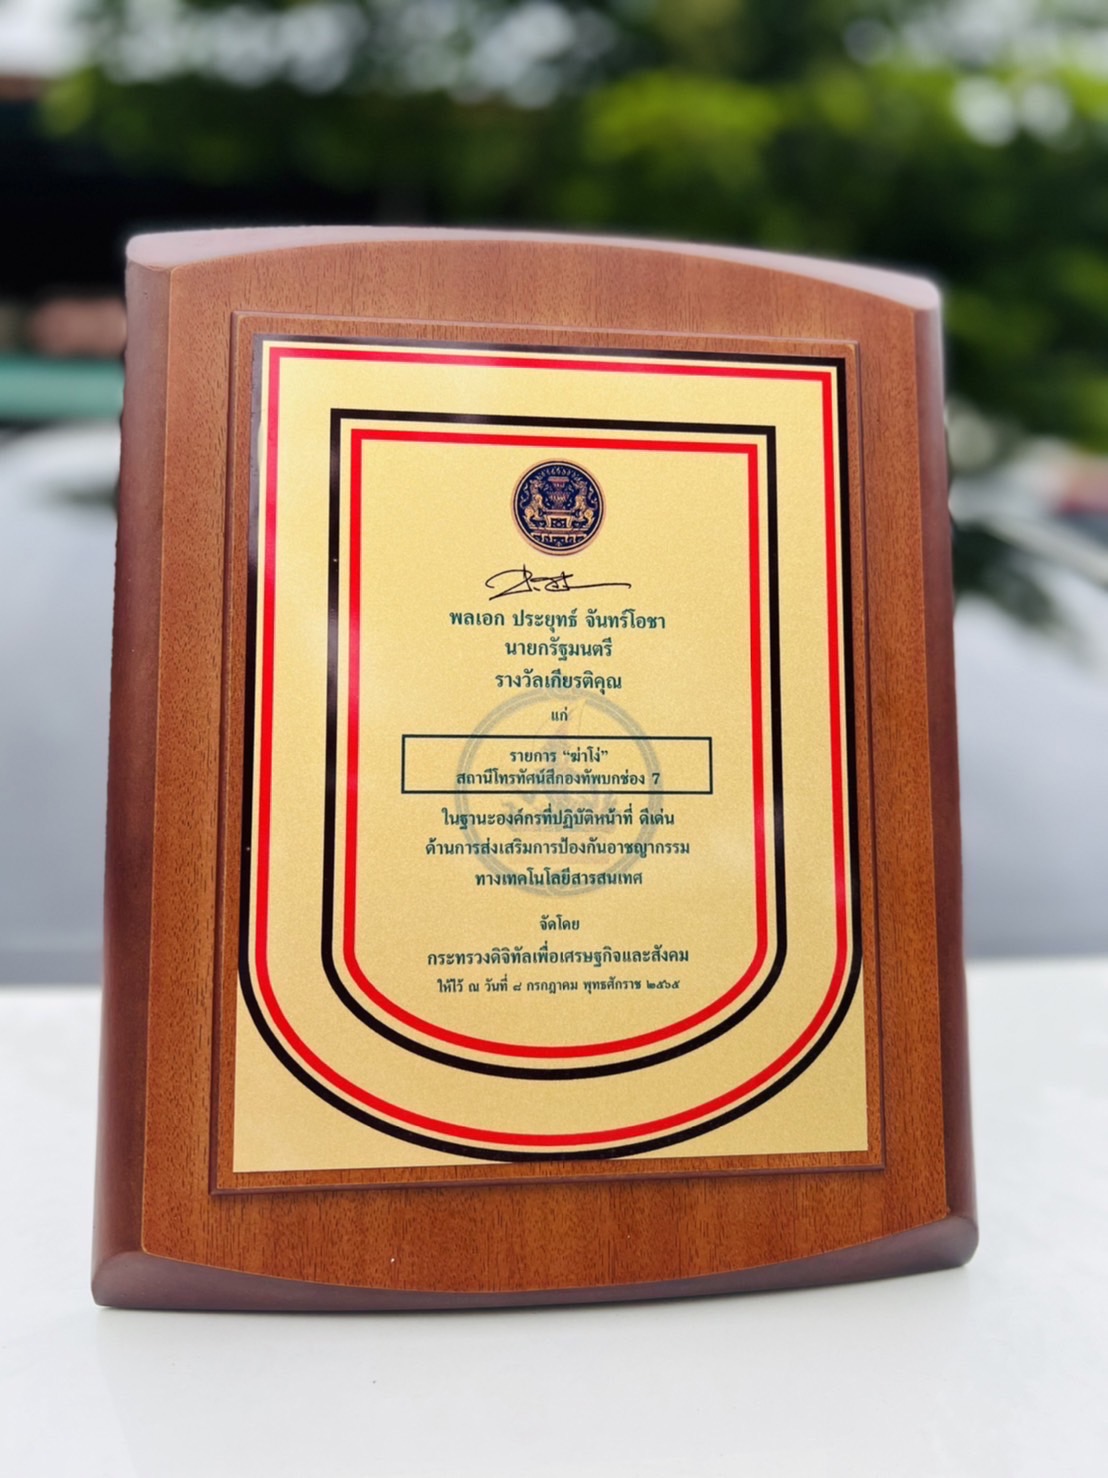 พลเอก ประยุทธ์ จันทร์โอชา
นายกรัฐมนตรี
รางวัลเกียรติคุณ
แก่
รายการ “ฆ่าโง่”
สถานีโทรทัศน์สีกองทัพบกช่อง 7
ในฐานะองค์กรที่ปฏิบัติหน้าที่ ดีเด่น
ด้านการส่งเสริมการป้องกันอาชญากรรม
ทางเทคโนโลยีสารสนเทศ
จัดโดย
กระทรวงดิจิทัลเพื่อเศรษฐกิจและสังคม
ให้ไว้ ณ วันที่ ๘ กรกฎาคม พุทธศักราช ๒๕๖๕